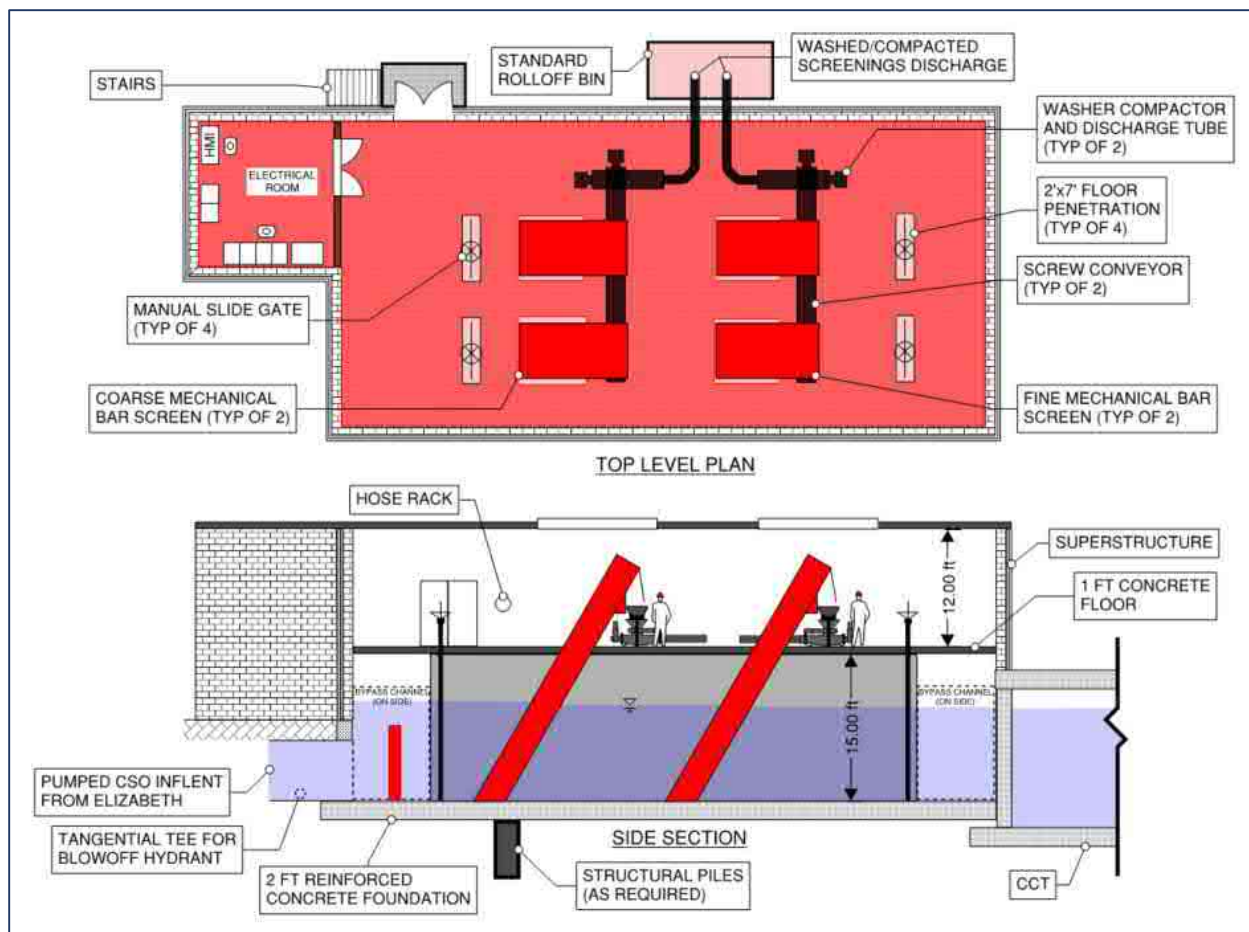 STAIRS
STANDARD
ROLLOFF BIN
WASHED/COMPACTED
SCREENINGS DISCHARGE
WASHER COMPACTOR
AND DISCHARGE TUBE
(TYP OF 2)
HMI
ELECTRICAL
ROOM
2'x7' FLOOR
PENETRATION
(TYP OF 4)
SCREW CONVEYOR
(TYP OF 2)
MANUAL SLIDE GATE
(TYP OF 4)
COARSE MECHANICAL
BAR SCREEN (TYP OF 2)
FINE MECHANICAL BAR
SCREEN (TYP OF 2)
TOP LEVEL PLAN
HOSE RACK
SUPERSTRUCTURE
12.00 ft
1 FT CONCRETE
FLOOR
BYPASS CHANNEL
(ON SIDE)
BYPASS CHANNEL
(ON SIDE)
15.00 ft
PUMPED CSO INFLENT
FROM ELIZABETH
TANGENTIAL TEE FOR
BLOWOFF HYDRANT
2 FT REINFORCED
CONCRETE FOUNDATION
SIDE SECTION
STRUCTURAL PILES
(AS REQUIRED)
CCT